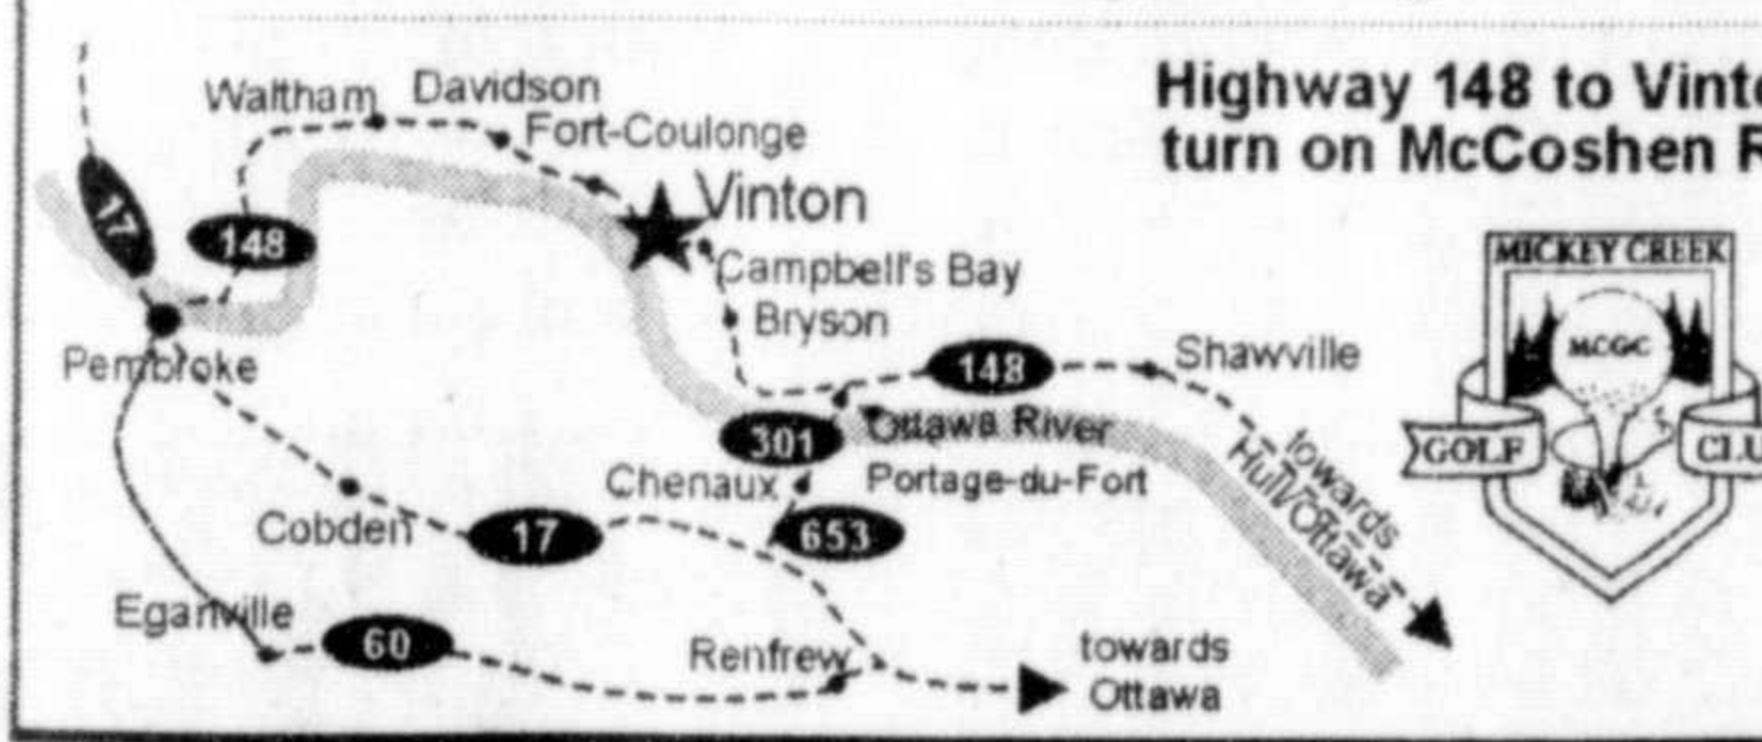 Highway 148 to Vinto
turn on McCoshen R
Waltham
Davidson
Fort-Coulonge
Vinton
17
148
Campbell's Bay
Bryson
Pembroke
148
Shawville
301
Ottawa River
Chenaux
Portage-du-Fort
towards
Hull/Ottawa
Cobden
17
653
Eganville
60
Renfrew
towards
Ottawa
MICKEY CREEK
MCGC
GOLF CLU